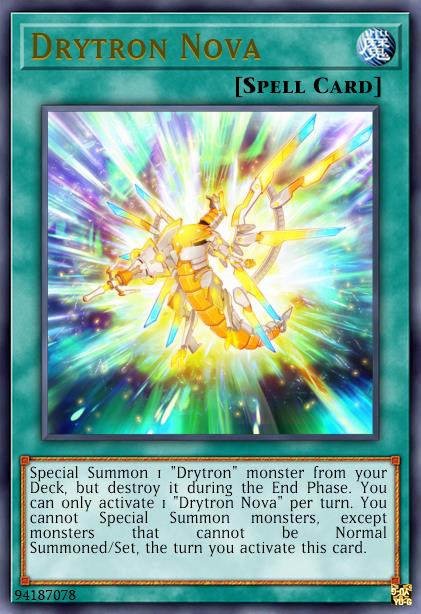 Drytron Nova
魔
[Spell Card]
Special Summon 1 "Drytron" monster from your
Deck, but destroy it during the End Phase. You
can only activate 1 "Drytron Nova" per turn. You
cannot Special Summon monsters, except
monsters that cannot be Normal
Summoned/Set, the turn you activate this card.
94187078